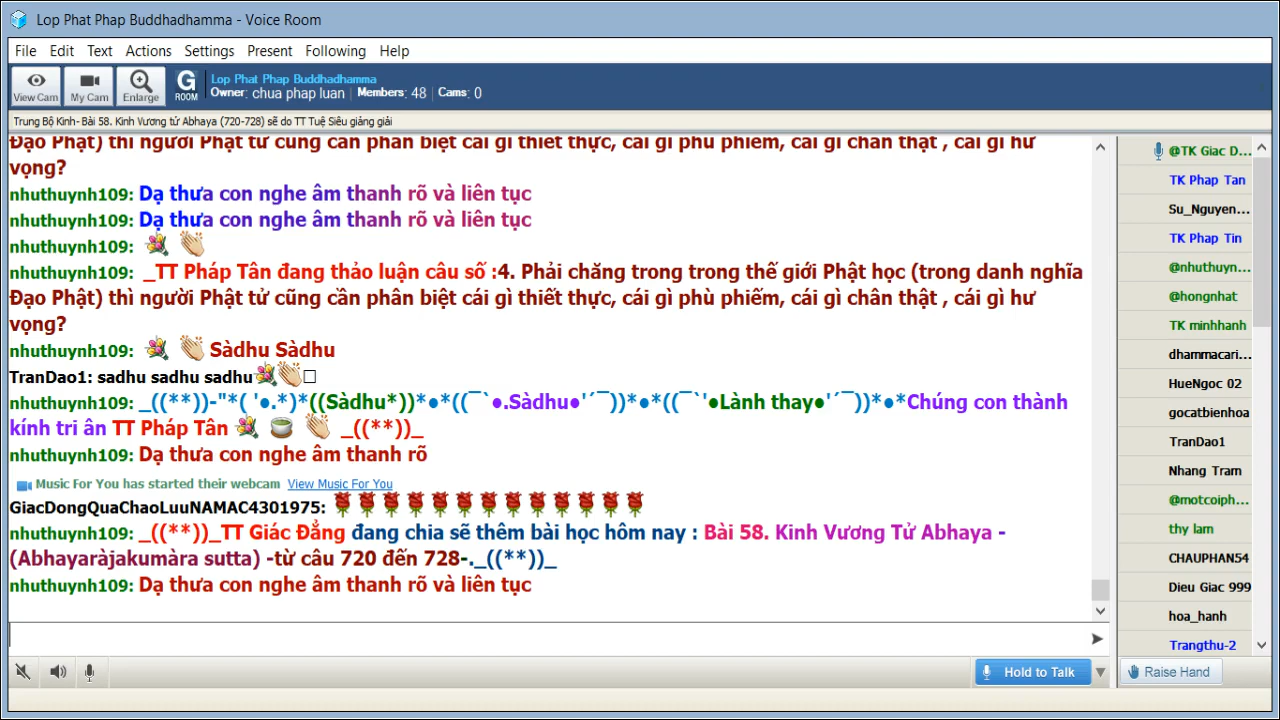 Lop Phat Phap Buddhadhamma - Voice Room
File Edit Text Actions Settings Present Following Help
View Cam My Cam Enlarge G ROOM
Lop Phat Phap Buddhadhamma
Owner: chua phap luan Members: 48 Cams: 0
Trung Bộ Kinh- Bài 58. Kinh Vương tử Abhaya (720-728) sẽ do TT Tuệ Siêu giảng giải
Đạo Phật) thì người Phật tử cũng cần phân biệt cái gì thiết thực, cái gì phù phiếm, cái gì chân thật , cái gì hư
vọng?
nhuthuynh109: Dạ thưa con nghe âm thanh rõ và liên tục
nhuthuynh109: Dạ thưa con nghe âm thanh rõ và liên tục
nhuthuynh109:
nhuthuynh109: _TT Pháp Tân đang thảo luận câu số :4. Phải chăng trong trong thế giới Phật học (trong danh nghĩa
Đạo Phật) thì người Phật tử cũng cần phân biệt cái gì thiết thực, cái gì phù phiếm, cái gì chân thật , cái gì hư
vọng?
nhuthuynh109: Sàdhu Sàdhu
TranDao1: sadhu sadhu sadhu
nhuthuynh109: _((**))-"*( '●.*)*((Sàdhu*))*●*((¯`●.Sàdhu●'´¯))*●*((¯`'●Lành thay●'´¯))*●*Chúng con thành
kính tri ân TT Pháp Tân _((**))_
nhuthuynh109: Dạ thưa con nghe âm thanh rõ
Music For You has started their webcam View Music For You
GiacDongQuaChaoLuuNAMAC4301975:
nhuthuynh109: _((**))_TT Giác Đẳng đang chia sẽ thêm bài học hôm nay : Bài 58. Kinh Vương Tử Abhaya -
(Abhayaràjakumàra sutta) -từ câu 720 đến 728-._((**))_
nhuthuynh109: Dạ thưa con nghe âm thanh rõ và liên tục
@TK Giac D...
TK Phap Tan
Su_Nguyen...
TK Phap Tin
@nhuthuyn...
@hongnhat
TK minhhanh
dhammacari...
HueNgoc 02
gocatbienhoa
TranDao1
Nhang Tram
@motcoiph...
thy lam
CHAUPHAN54
Dieu Giac 999
hoa_hanh
Trangthu-2
Hold to Talk
Raise Hand